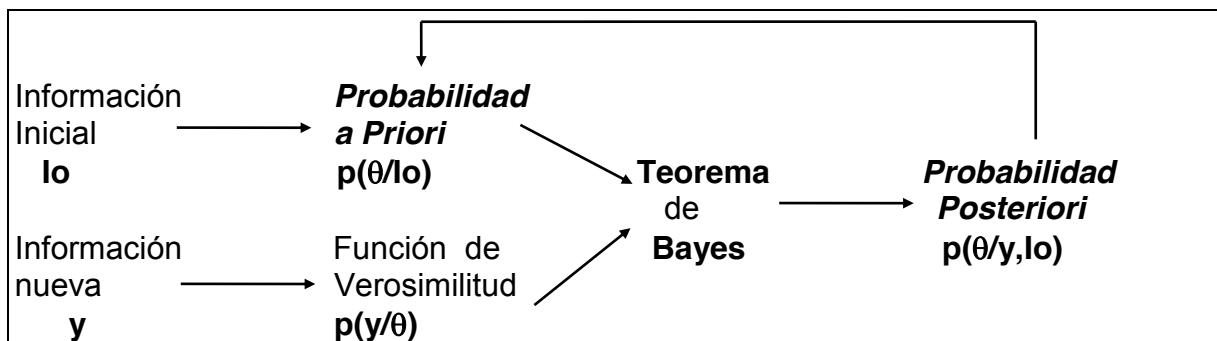 Información
Inicial
Io
Probabilidad
a Priori
p(θ/Io)
Teorema
de
Bayes
Probabilidad
Posteriori
p(θ/y,Io)
Información
nueva
y
Función de
Verosimilitud
p(y/θ)